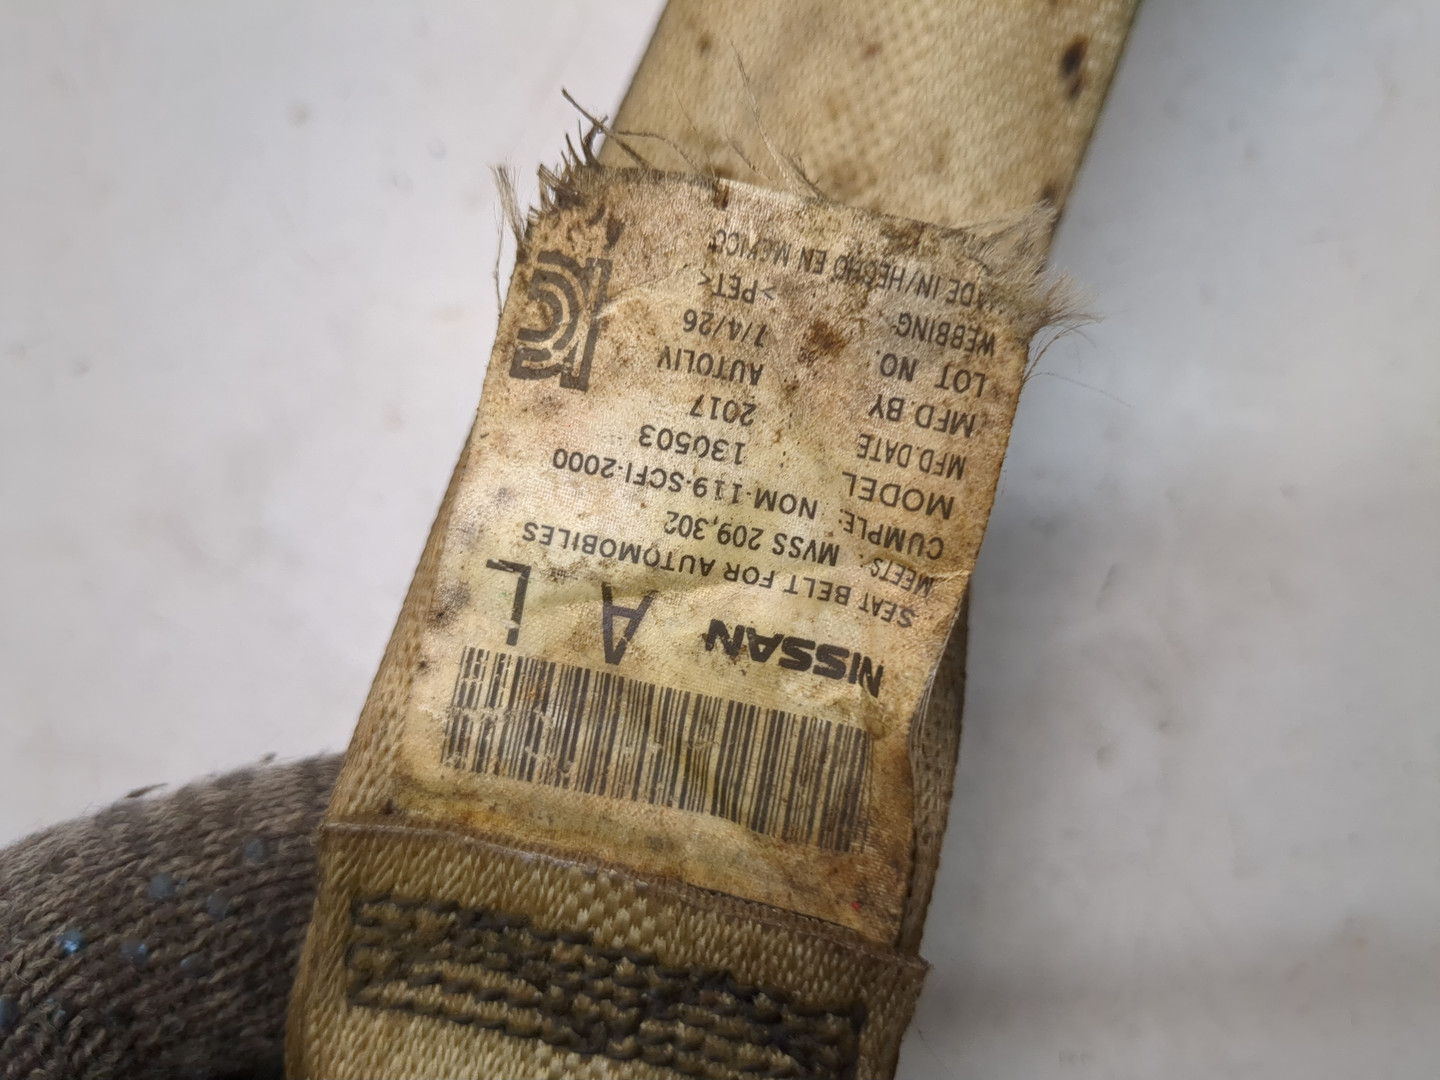 NISSAN A L
SEAT BELT FOR AUTOMOBILES
MEETS: MVSS 209,302
CUMPLE: NOM-119-SCFI-2000
MODEL 130503
MFD.DATE 2017
MFD.BY AUTOLIV
LOT NO. 1/4/26
WEBBING >PET<
MADE IN/HECHO EN MEXICO